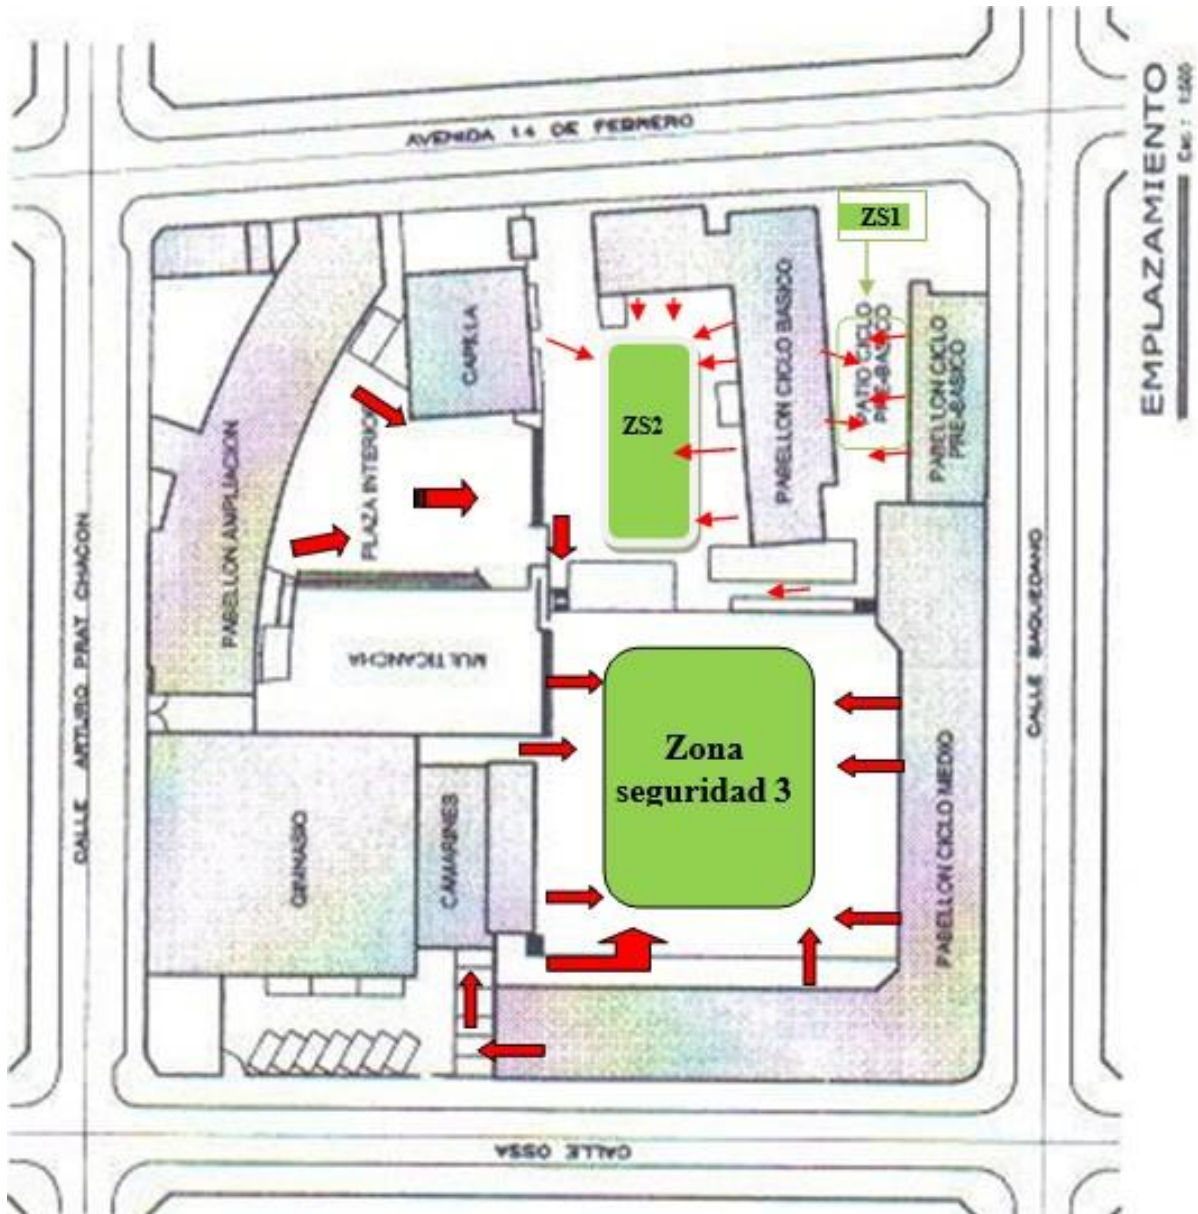 AVENIDA 14 DE FEBRERO
EMPLAZAMIENTO
ZS1
CAPILLA
PABELLON CICLO BASICO
PATIO CICLO
PRE-BASICO
PABELLON CICLO
PRE-BASICO
ZS2
PABELLON AMPLIACION
PLAZA INTERIOR
CALLE ARTURO PRAT CHACON
CALLE BAQUEDANO
MULTICANCHA
Zona
seguridad 3
GIMNASIO
CAMARINES
PABELLON CICLO MEDIO
CALLE OSSA